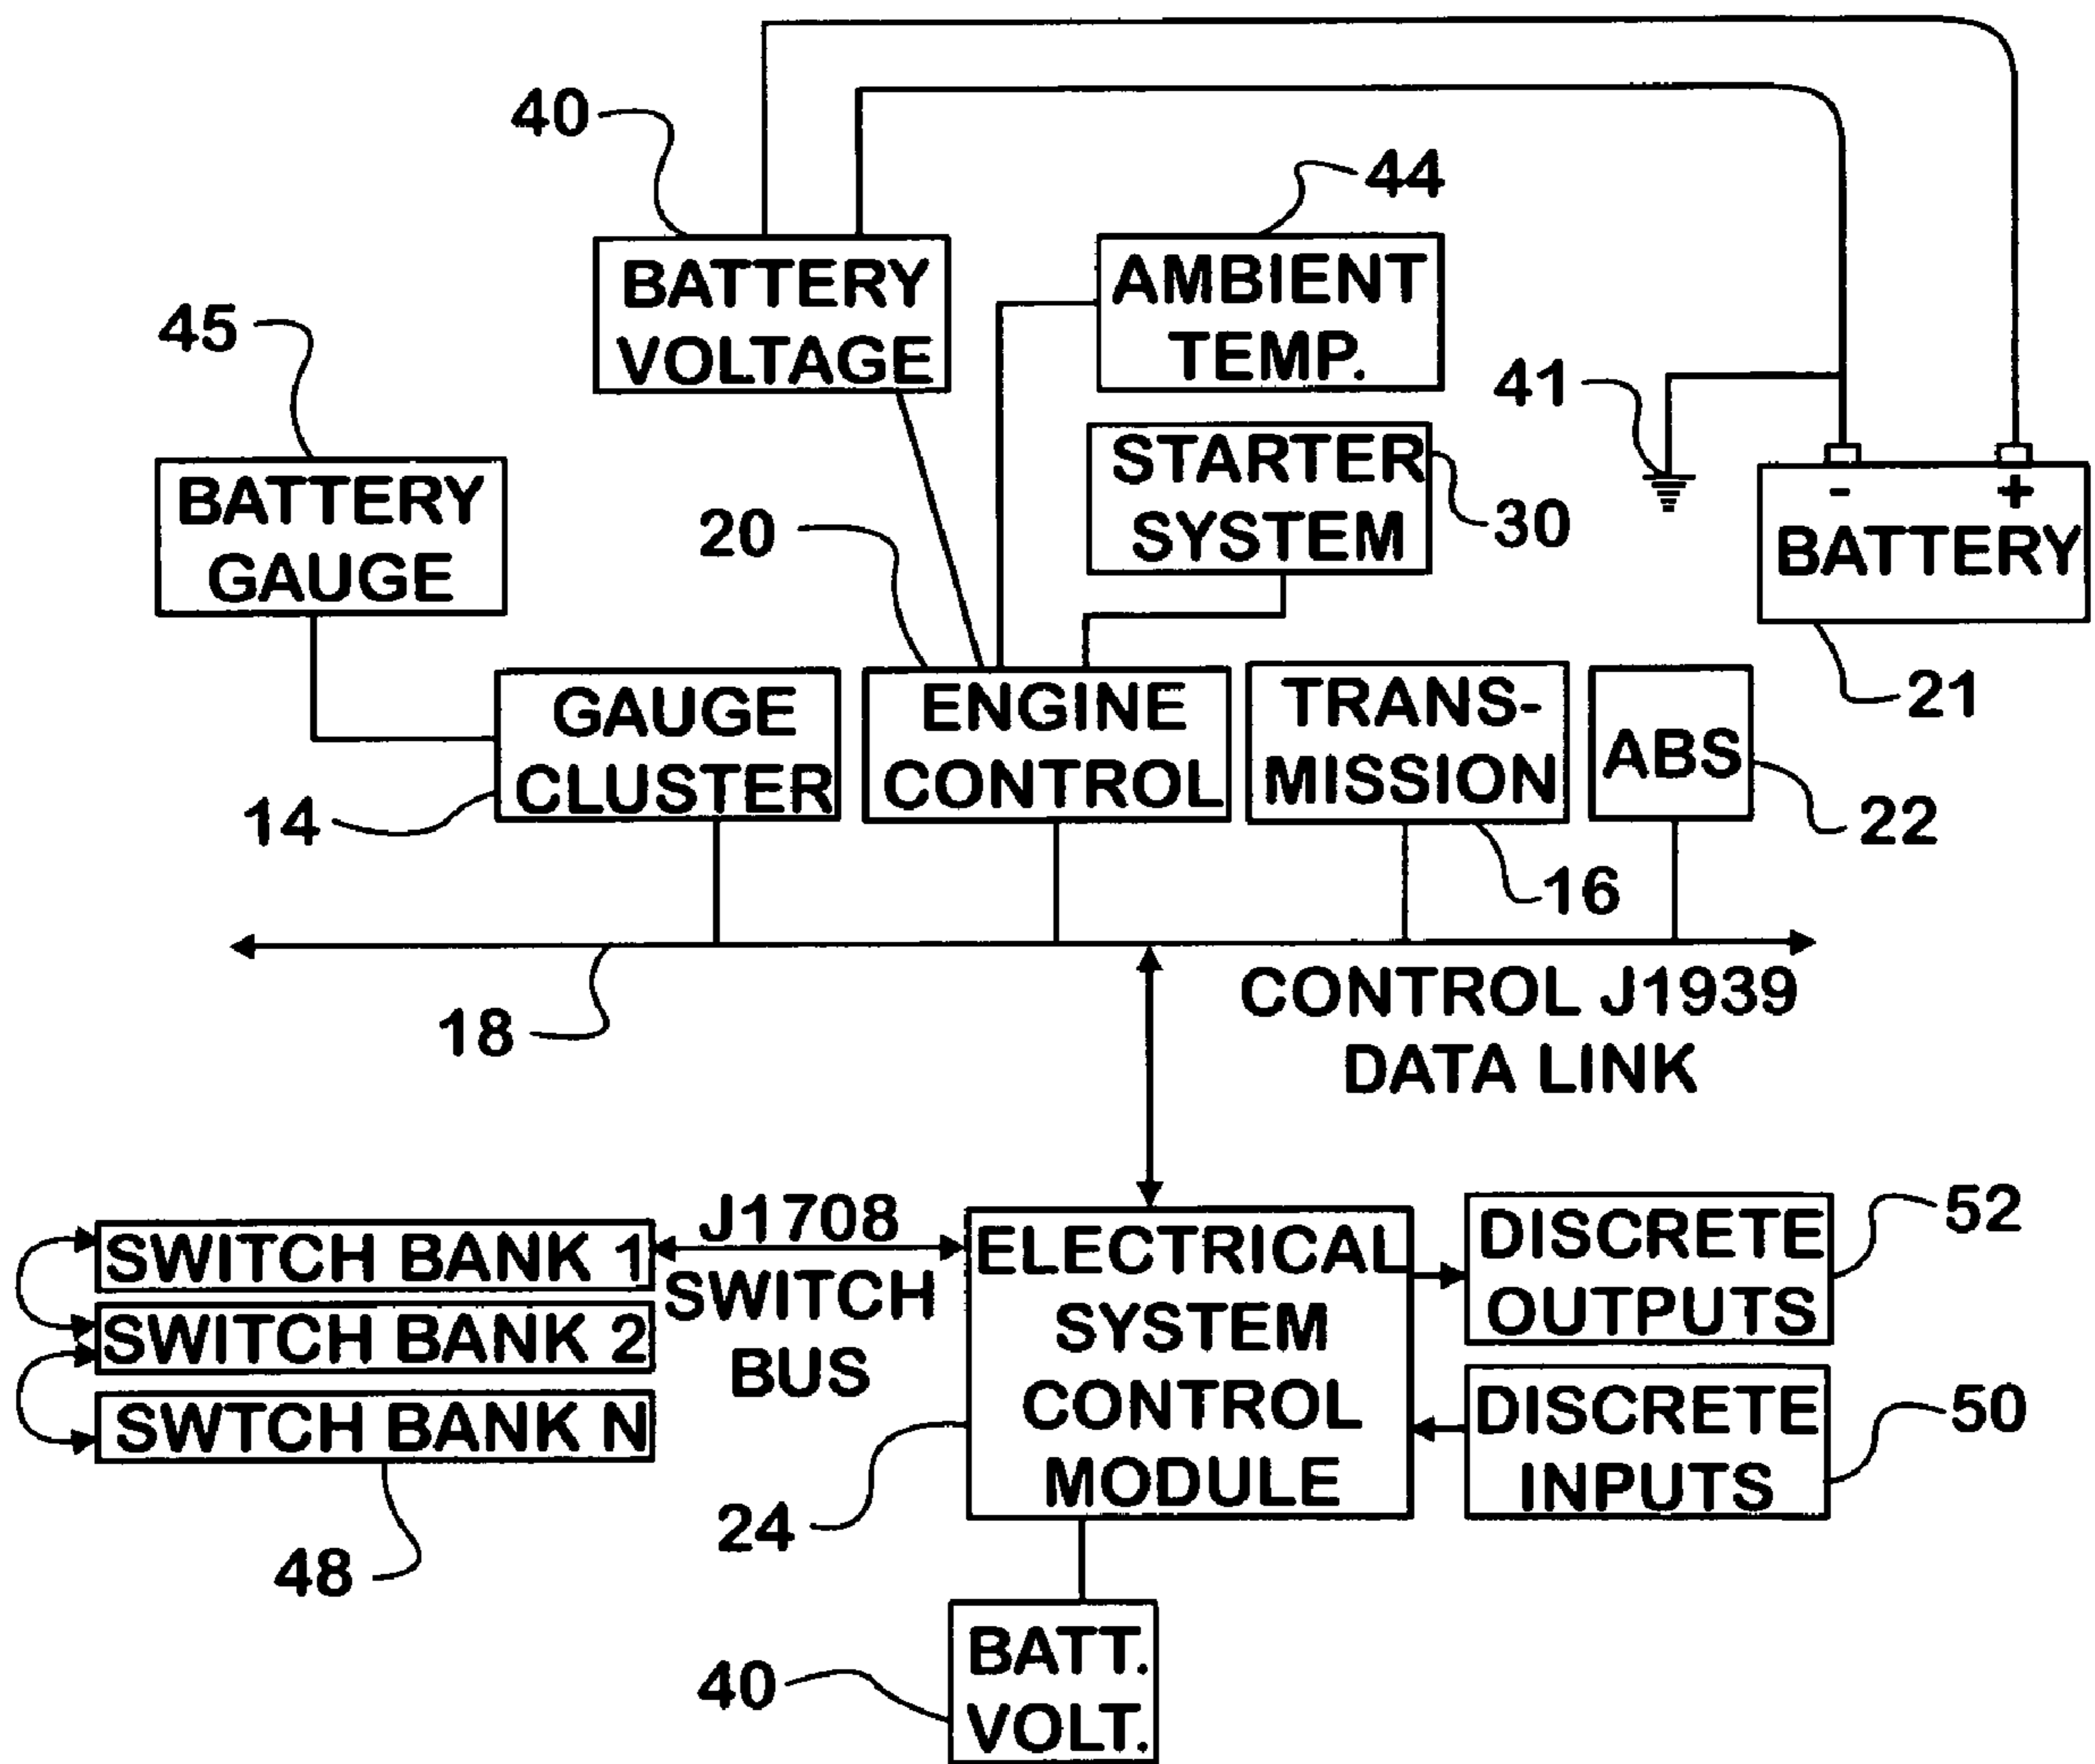 40
44
BATTERY
VOLTAGE
AMBIENT
TEMP.
45
41
STARTER
SYSTEM
30
BATTERY
GAUGE
20
- +
BATTERY
21
GAUGE
CLUSTER
ENGINE
CONTROL
TRANS-
MISSION
ABS
14
22
16
18
CONTROL J1939
DATA LINK
J1708
SWITCH
BUS
SWITCH BANK 1
SWITCH BANK 2
SWTCH BANK N
48
ELECTRICAL
SYSTEM
CONTROL
MODULE
24
DISCRETE
OUTPUTS
52
DISCRETE
INPUTS
50
40
BATT.
VOLT.